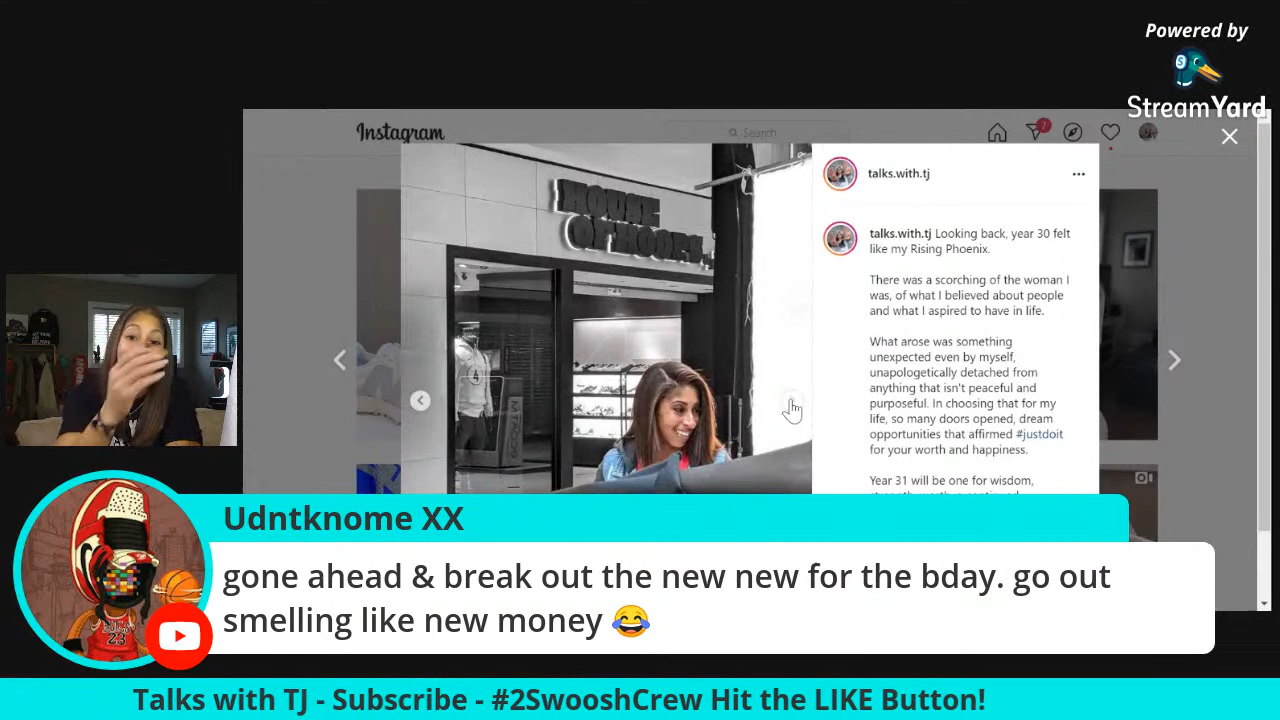 Powered by
StreamYard
Instagram
Search
7
HOUSE
OF HOOPS
talks.with.tj
talks.with.tj Looking back, year 30 felt
like my Rising Phoenix.
There was a scorching of the woman I
was, of what I believed about people
and what I aspired to have in life.
What arose was something
unexpected even by myself,
unapologetically detached from
anything that isn't peaceful and
purposeful. In choosing that for my
life, so many doors opened, dream
opportunities that affirmed #justdoit
for your worth and happiness.
Year 31 will be one for wisdom,
Udntknome XX
gone ahead & break out the new new for the bday. go out
smelling like new money 😂
BULLS
23
Talks with TJ - Subscribe - #2SwooshCrew Hit the LIKE Button!